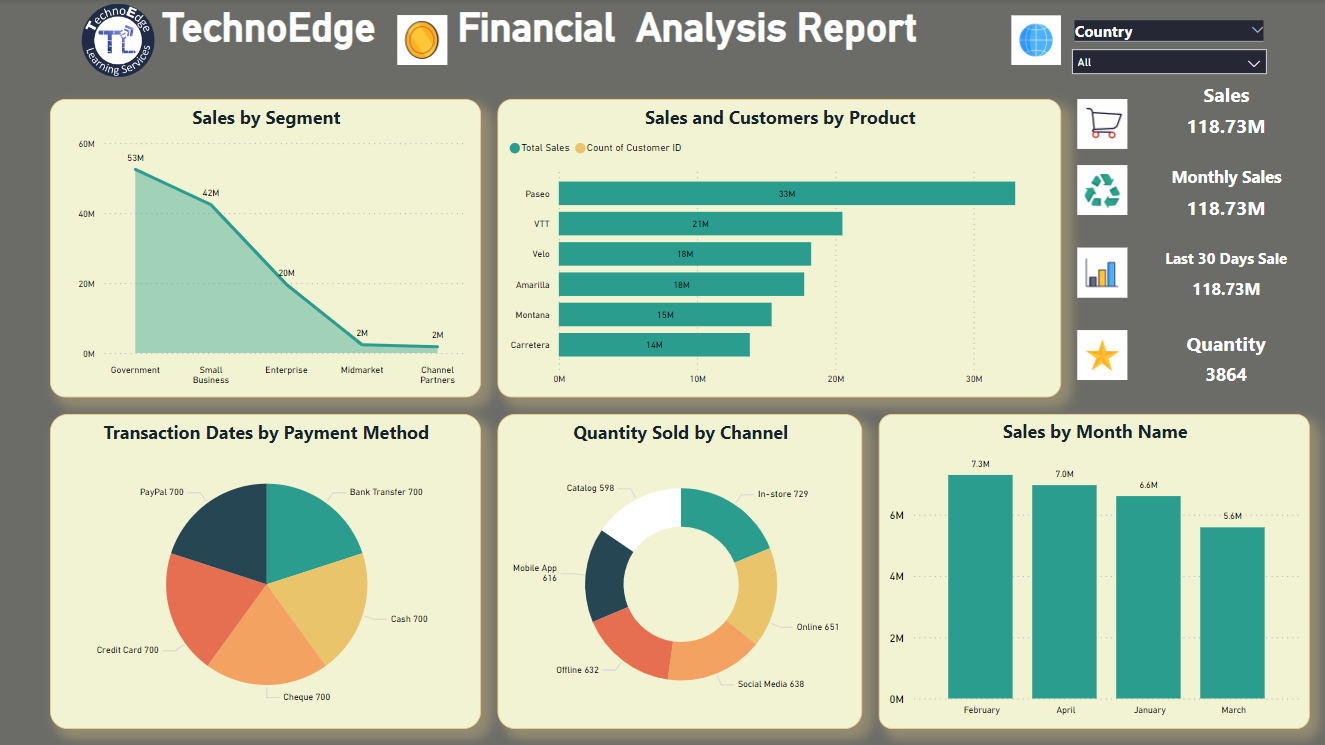 TechnoEdge
Learning Services
TL
TechnoEdge
Financial Analysis Report
Country
All
Sales by Segment
60M
40M
20M
0M
53M
42M
20M
2M
2M
Government
Small
Business
Enterprise
Midmarket
Channel
Partners
Sales and Customers by Product
Total Sales
Count of Customer ID
Paseo
33M
VTT
21M
Velo
18M
Amarilla
18M
Montana
15M
Carretera
14M
0M
10M
20M
30M
Sales
118.73M
Monthly Sales
118.73M
Last 30 Days Sale
118.73M
Quantity
3864
Transaction Dates by Payment Method
PayPal 700
Bank Transfer 700
Cash 700
Credit Card 700
Cheque 700
Quantity Sold by Channel
Catalog 598
In-store 729
Mobile App
616
Online 651
Offline 632
Social Media 638
Sales by Month Name
6M
4M
2M
0M
7.3M
7.0M
6.6M
5.6M
February
April
January
March